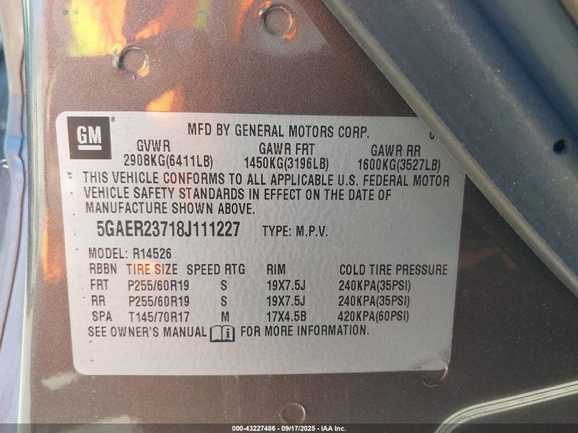 GM
MFD BY GENERAL MOTORS CORP.
GVWR GAWR FRT GAWR RR
2908KG(6411LB) 1450KG(3196LB) 1600KG(3527LB)
THIS VEHICLE CONFORMS TO ALL APPLICABLE U.S. FEDERAL MOTOR
VEHICLE SAFETY STANDARDS IN EFFECT ON THE DATE OF
MANUFACTURE SHOWN ABOVE.
5GAER23718J111227 TYPE: M.P.V.
MODEL: R14526
RBBN TIRE SIZE SPEED RTG RIM COLD TIRE PRESSURE
FRT P255/60R19 S 19X7.5J 240KPA(35PSI)
RR P255/60R19 S 19X7.5J 240KPA(35PSI)
SPA T145/70R17 M 17X4.5B 420KPA(60PSI)
SEE OWNER'S MANUAL FOR MORE INFORMATION.
000-43227486 - 09/17/2025 - IAA Inc.